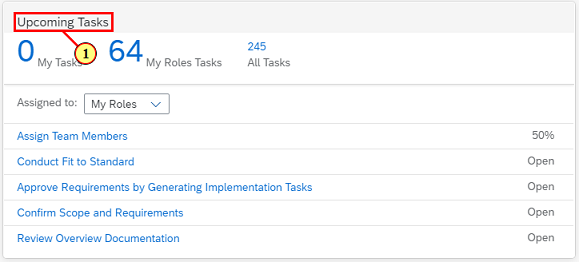 Upcoming Tasks
0 My Tasks 64 My Roles Tasks 245 All Tasks
1
Assigned to: My Roles
Assign Team Members 50%
Conduct Fit to Standard Open
Approve Requirements by Generating Implementation Tasks Open
Confirm Scope and Requirements Open
Review Overview Documentation Open